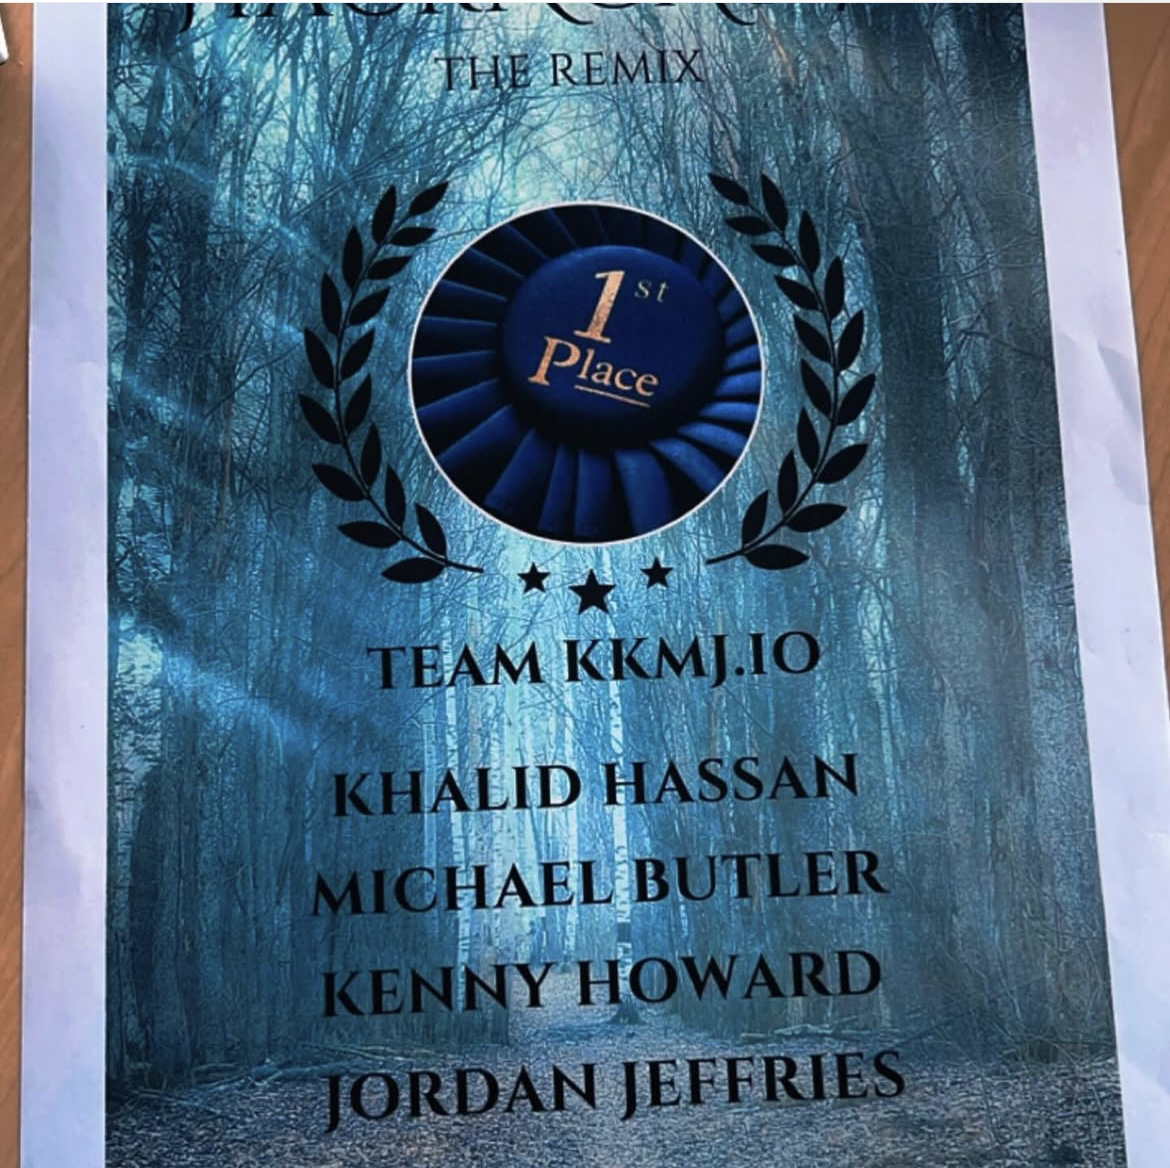 THE REMIX
1st
Place
TEAM KKMJ.IO
KHALID HASSAN
MICHAEL BUTLER
KENNY HOWARD
JORDAN JEFFRIES